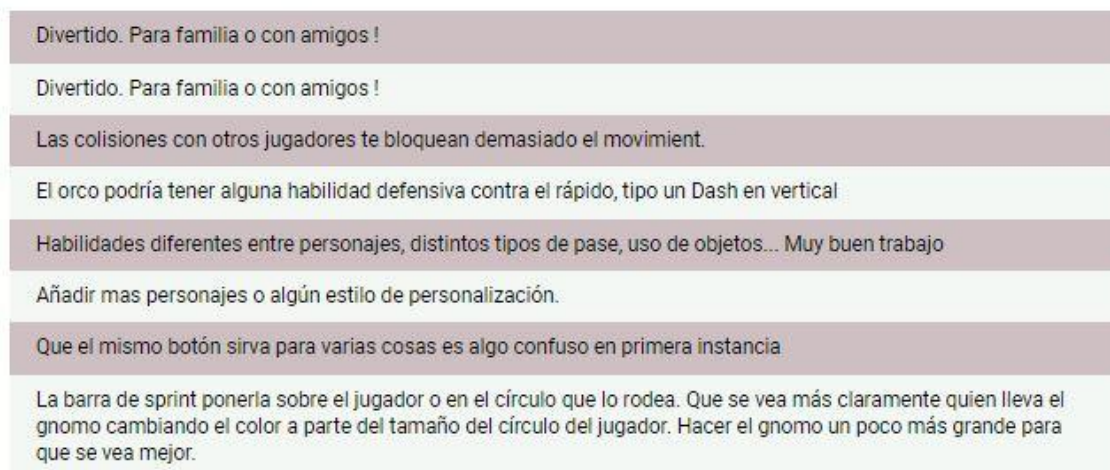 Divertido. Para familia o con amigos !
Divertido. Para familia o con amigos !
Las colisiones con otros jugadores te bloquean demasiado el movimient.
El orco podría tener alguna habilidad defensiva contra el rápido, tipo un Dash en vertical
Habilidades diferentes entre personajes, distintos tipos de pase, uso de objetos... Muy buen trabajo
Añadir mas personajes o algún estilo de personalización.
Que el mismo botón sirva para varias cosas es algo confuso en primera instancia
La barra de sprint ponerla sobre el jugador o en el círculo que lo rodea. Que se vea más claramente quien lleva el
gnomo cambiando el color a parte del tamaño del círculo del jugador. Hacer el gnomo un poco más grande para
que se vea mejor.